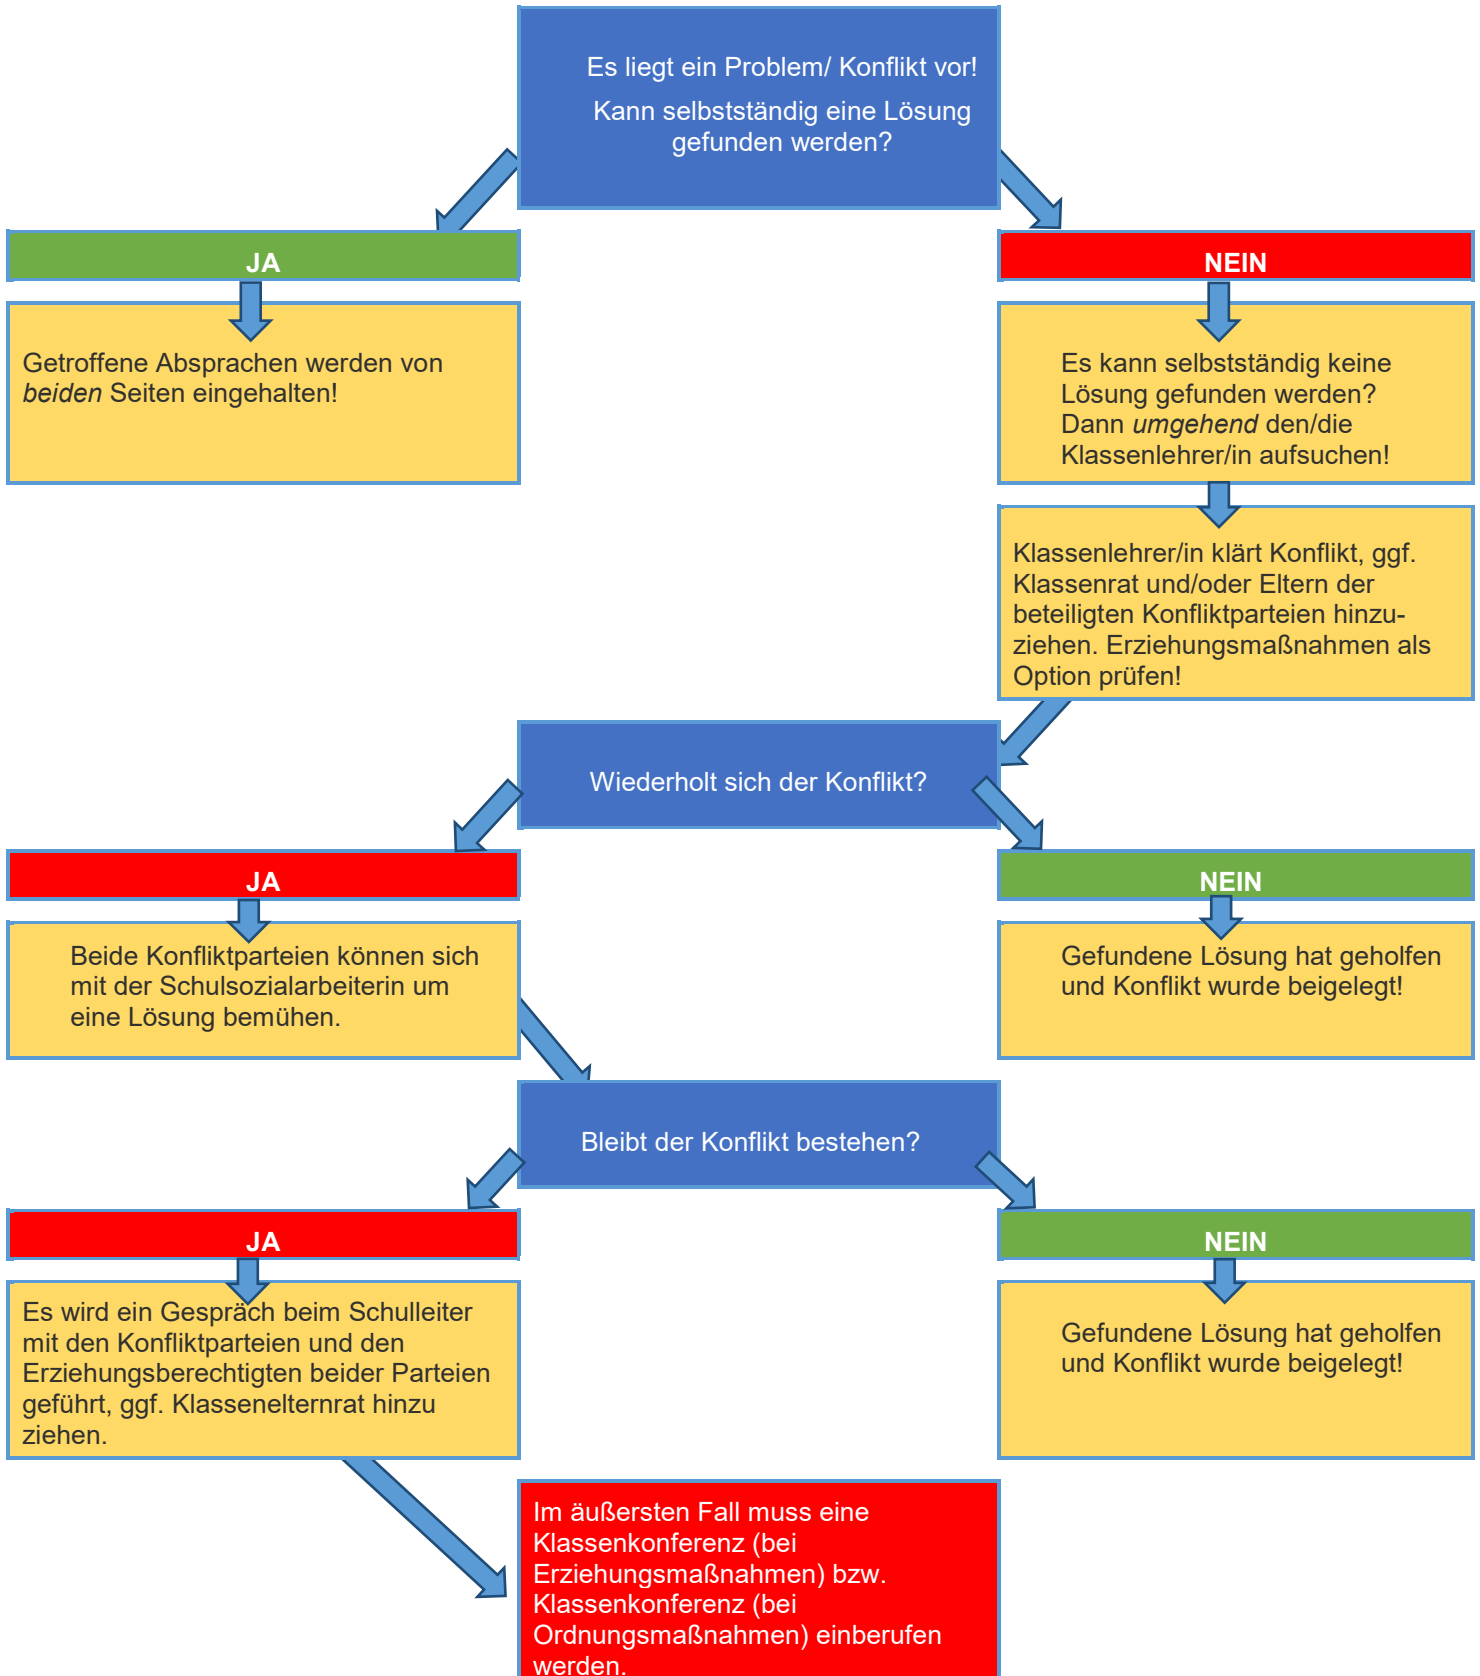 Es liegt ein Problem/ Konflikt vor!
Kann selbstständig eine Lösung
gefunden werden?
JA
NEIN
Getroffene Absprachen werden von
beiden Seiten eingehalten!
Es kann selbstständig keine
Lösung gefunden werden?
Dann umgehend den/die
Klassenlehrer/in aufsuchen!
Klassenlehrer/in klärt Konflikt, ggf.
Klassenrat und/oder Eltern der
beteiligten Konfliktparteien hinzu-
ziehen. Erziehungsmaßnahmen als
Option prüfen!
Wiederholt sich der Konflikt?
JA
NEIN
Beide Konfliktparteien können sich
mit der Schulsozialarbeiterin um
eine Lösung bemühen.
Gefundene Lösung hat geholfen
und Konflikt wurde beigelegt!
Bleibt der Konflikt bestehen?
JA
NEIN
Es wird ein Gespräch beim Schulleiter
mit den Konfliktparteien und den
Erziehungsberechtigten beider Parteien
geführt, ggf. Klassenelternrat hinzu
ziehen.
Gefundene Lösung hat geholfen
und Konflikt wurde beigelegt!
Im äußersten Fall muss eine
Klassenkonferenz (bei
Erziehungsmaßnahmen) bzw.
Klassenkonferenz (bei
Ordnungsmaßnahmen) einberufen
werden.